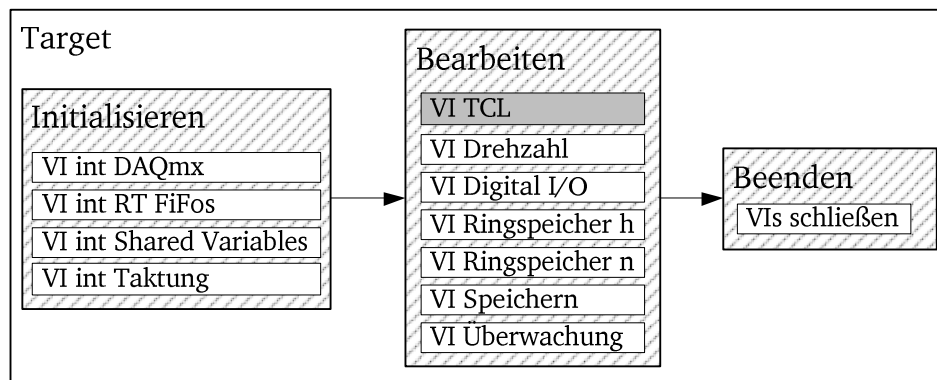 Target
Initialisieren
VI int DAQmx
VI int RT FiFos
VI int Shared Variables
VI int Taktung
Bearbeiten
VI TCL
VI Drehzahl
VI Digital I/O
VI Ringspeicher h
VI Ringspeicher n
VI Speichern
VI Überwachung
Beenden
VIs schließen